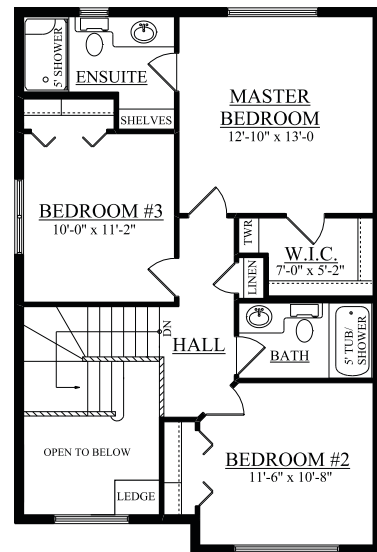 5' SHOWER
ENSUITE
SHELVES
MASTER
BEDROOM
12'-10" x 13'-0
BEDROOM #3
10'-0" x 11'-2"
TWR
W.I.C.
7'-0" x 5'-2"
LINEN
DN
HALL
BATH
5' TUB/
SHOWER
OPEN TO BELOW
LEDGE
BEDROOM #2
11'-6" x 10'-8"